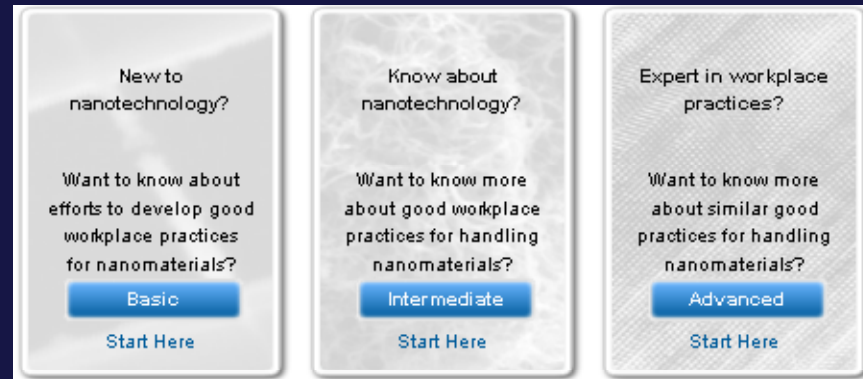 New to
nanotechnology?
Want to know about
efforts to develop good
workplace practices
for nanomaterials?
Basic
Start Here
Know about
nanotechnology?
Want to know more
about good workplace
practices for handling
nanomaterials?
Intermediate
Start Here
Expert in workplace
practices?
Want to know more
about similar good
practices for handling
nanomaterials?
Advanced
Start Here